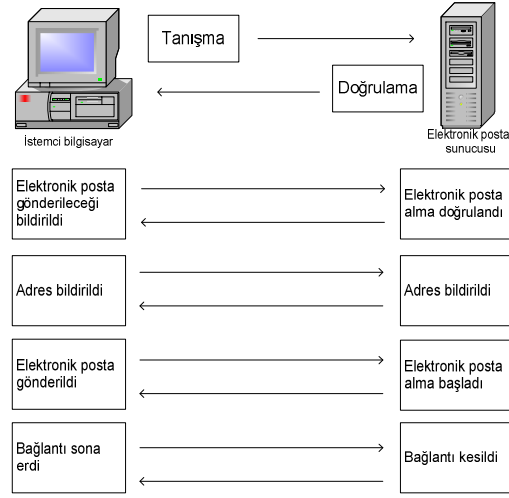 Tanışma
Doğrulama
İstemci bilgisayar
Elektronik posta
sunucusu
Elektronik posta
gönderileceği
bildirildi
Elektronik posta
alma doğrulandı
Adres bildirildi
Adres bildirildi
Elektronik posta
gönderildi
Elektronik posta
alma başladı
Bağlantı sona
erdi
Bağlantı kesildi